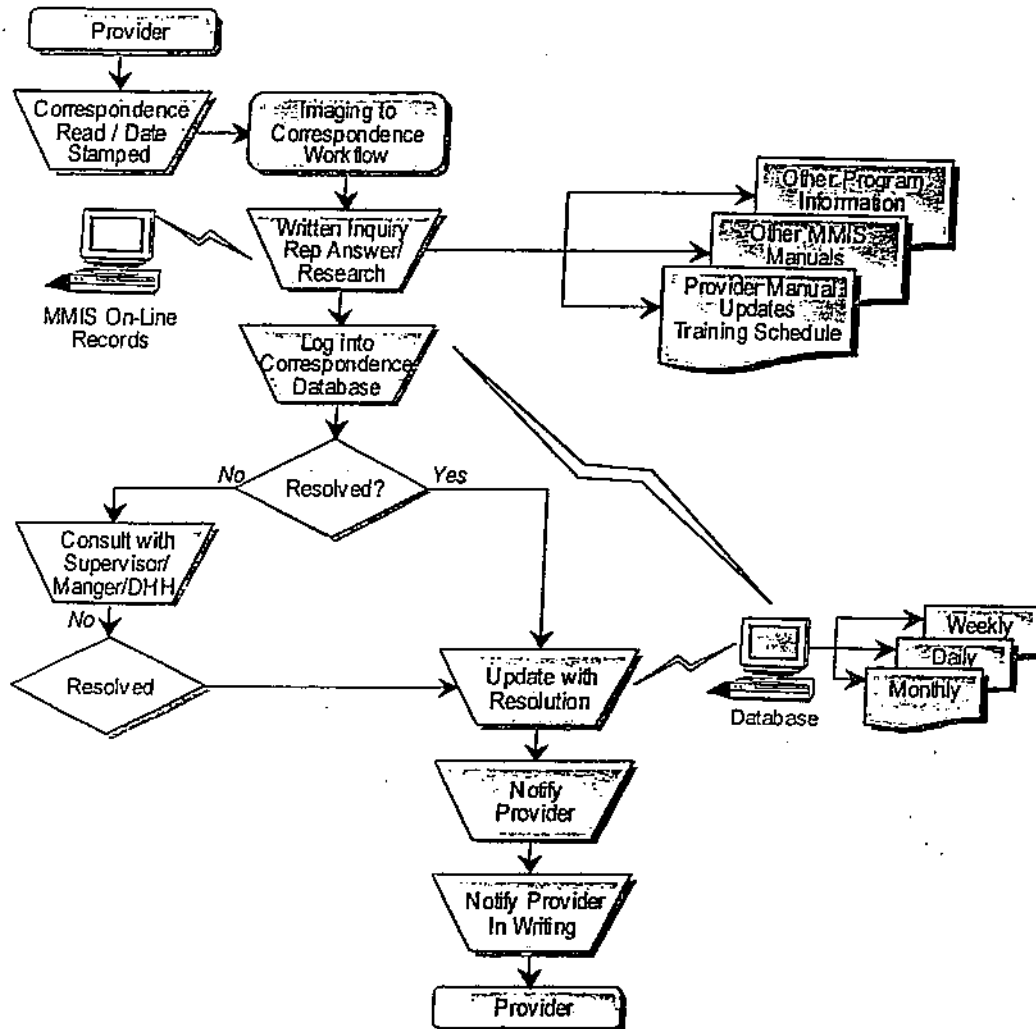 Provider
Correspondence
Read / Date
Stamped
Imaging to
Correspondence
Workflow
Other Program
Information
Written Inquiry
Rep Answer/
Research
Other MMIS
Manuals
Provider Manual
Updates
Training Schedule
MMIS On-Line
Records
Log into
Correspondence
Database
No
Resolved?
Yes
Consult with
Supervisor/
Manger/DHH
No
Resolved
Update with
Resolution
Weekly
Daily
Monthly
Database
Notify
Provider
Notify Provider
In Writing
Provider